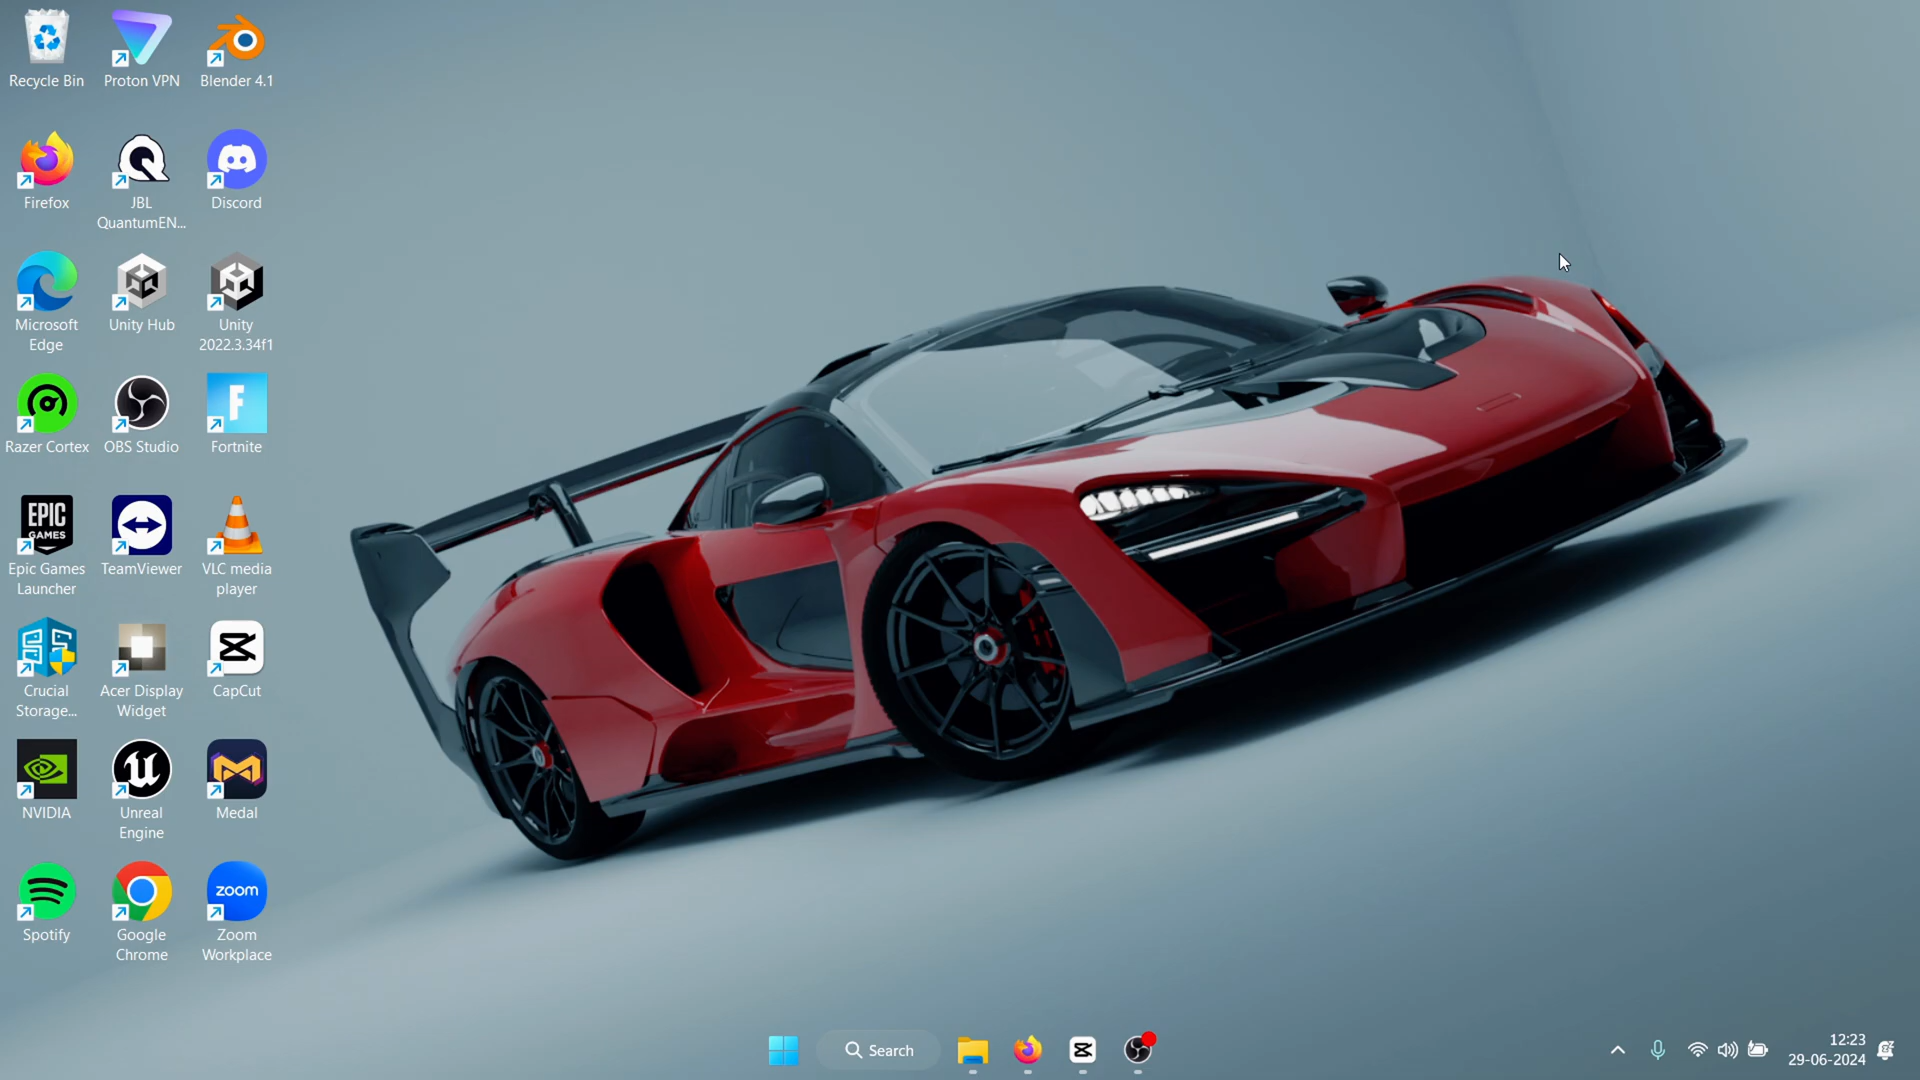 Recycle Bin
Proton VPN
Blender 4.1
Firefox
JBL
QuantumEN...
Discord
Microsoft
Edge
Unity Hub
Unity
2022.3.34f1
Razer Cortex
OBS Studio
F
Fortnite
EPIC
GAMES
Epic Games
Launcher
TeamViewer
VLC media
player
Crucial
Storage...
Acer Display
Widget
CapCut
NVIDIA
Unreal
Engine
Medal
Spotify
Google
Chrome
zoom
Zoom
Workplace
Search
12:23
29-06-2024